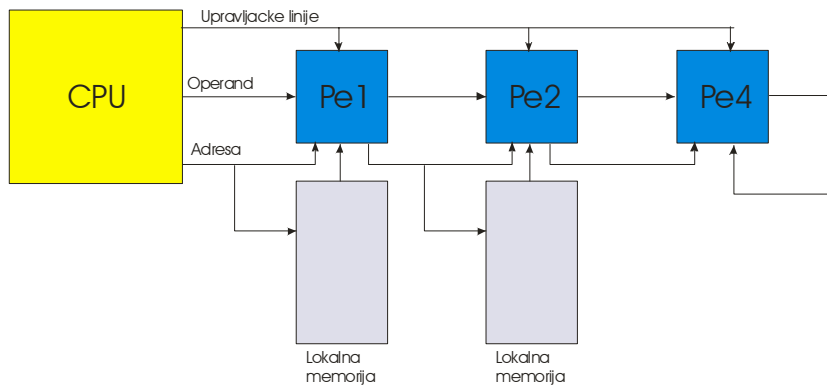 Upravljacke linije
CPU
Operand
Pe1
Pe2
Pe4
Adresa
Lokalna
memorija
Lokalna
memorija